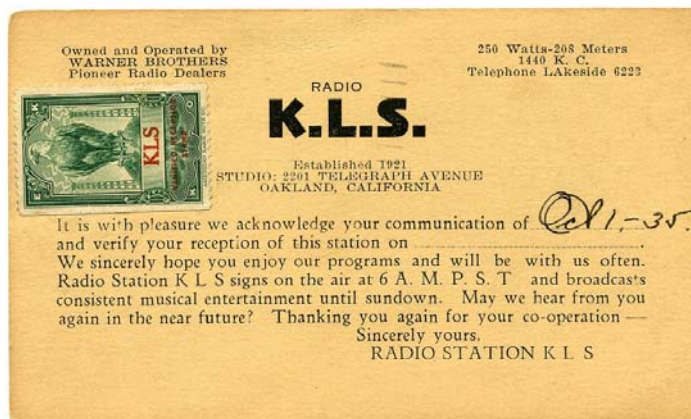 Owned and Operated by
WARNER BROTHERS
Pioneer Radio Dealers
250 Watts-208 Meters
1440 K. C.
Telephone LAkeside 6223
RADIO
K.L.S.
Established 1921
STUDIO: 2201 TELEGRAPH AVENUE
OAKLAND, CALIFORNIA
KLS
It is with pleasure we acknowledge your communication of Oct 1,-35.
and verify your reception of this station on
We sincerely hope you enjoy our programs and will be with us often.
Radio Station K L S signs on the air at 6 A. M. P. S. T and broadcasts
consistent musical entertainment until sundown. May we hear from you
again in the near future? Thanking you again for your co-operation —
Sincerely yours,
RADIO STATION K L S